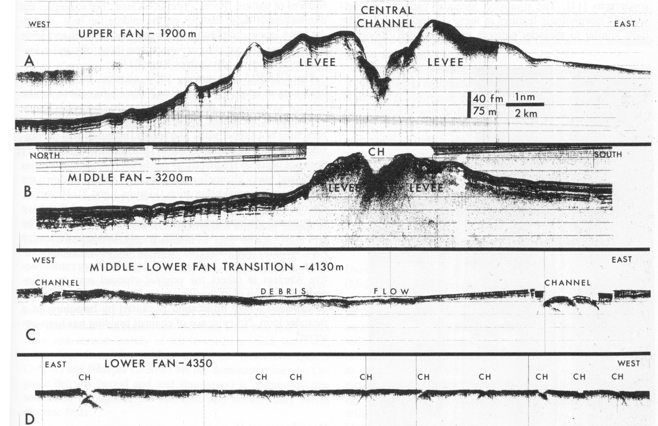 CENTRAL
CHANNEL
WEST
UPPER FAN – 1900m
EAST
A
LEVEE
LEVEE
40 fm
75 m
1nm
2 km
NORTH
CH
SOUTH
MIDDLE FAN – 3200m
B
LEVEE
LEVEE
WEST
MIDDLE – LOWER FAN TRANSITION – 4130m
EAST
CHANNEL
DEBRIS FLOW
CHANNEL
C
EAST
LOWER FAN – 4350
WEST
CH
CH
CH
CH
CH
CH
CH
CH
CH
D